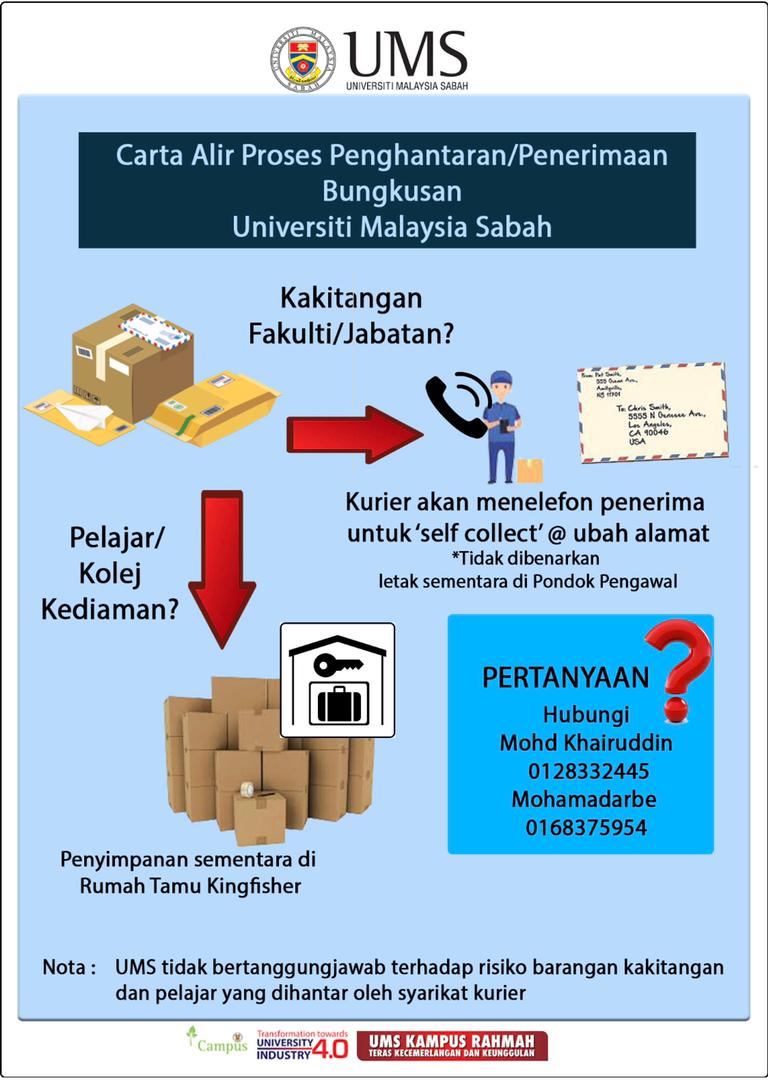 UNIVERSITI MALAYSIA
SABAH
UMS
UNIVERSITI MALAYSIA SABAH
Carta Alir Proses Penghantaran/Penerimaan
Bungkusan
Universiti Malaysia Sabah
Kakitangan
Fakulti/Jabatan?
From: Pat Smith,
555 Queen Ave.,
Amityville,
NJ 11701
To: Chris Smith,
5555 N Genesee Ave.,
Los Angeles,
CA 90046
USA
Kurier akan menelefon penerima
untuk ‘self collect’ @ ubah alamat
*Tidak dibenarkan
letak sementara di Pondok Pengawal
Pelajar/
Kolej
Kediaman?
PERTANYAAN ?
Hubungi
Mohd Khairuddin
0128332445
Mohamadarbe
0168375954
Penyimpanan sementara di
Rumah Tamu Kingfisher
Nota : UMS tidak bertanggungjawab terhadap risiko barangan kakitangan
dan pelajar yang dihantar oleh syarikat kurier
Campus
Transformation towards
UNIVERSITY
INDUSTRY 4.0
UMS KAMPUS RAHMAH
TERAS KECEMERLANGAN DAN KEUNGGULAN